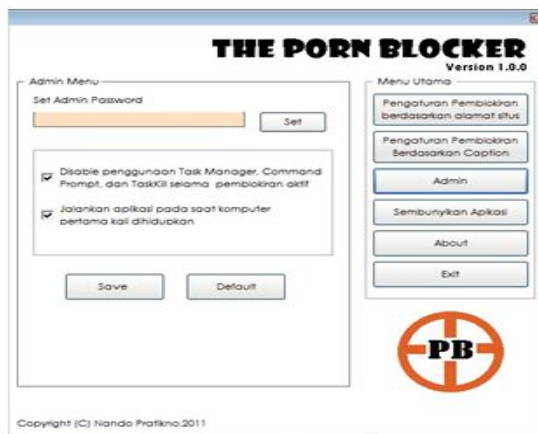 THE PORN BLOCKER
Version 1.0.0
Admin Menu
Set Admin Password
Set
Disable penggunaan Task Manager, Command
Prompt, dan TaskKill selama pemblokiran aktif
Jalankan aplikasi pada saat komputer
pertama kali dihidupkan
Save
Default
Menu Utama
Pengaturan Pemblokiran
berdasarkan alamat situs
Pengaturan Pemblokiran
Berdasarkan Caption
Admin
Sembunyikan Aplikasi
About
Exit
PB
Copyright (C) Nando Pratikno.2011